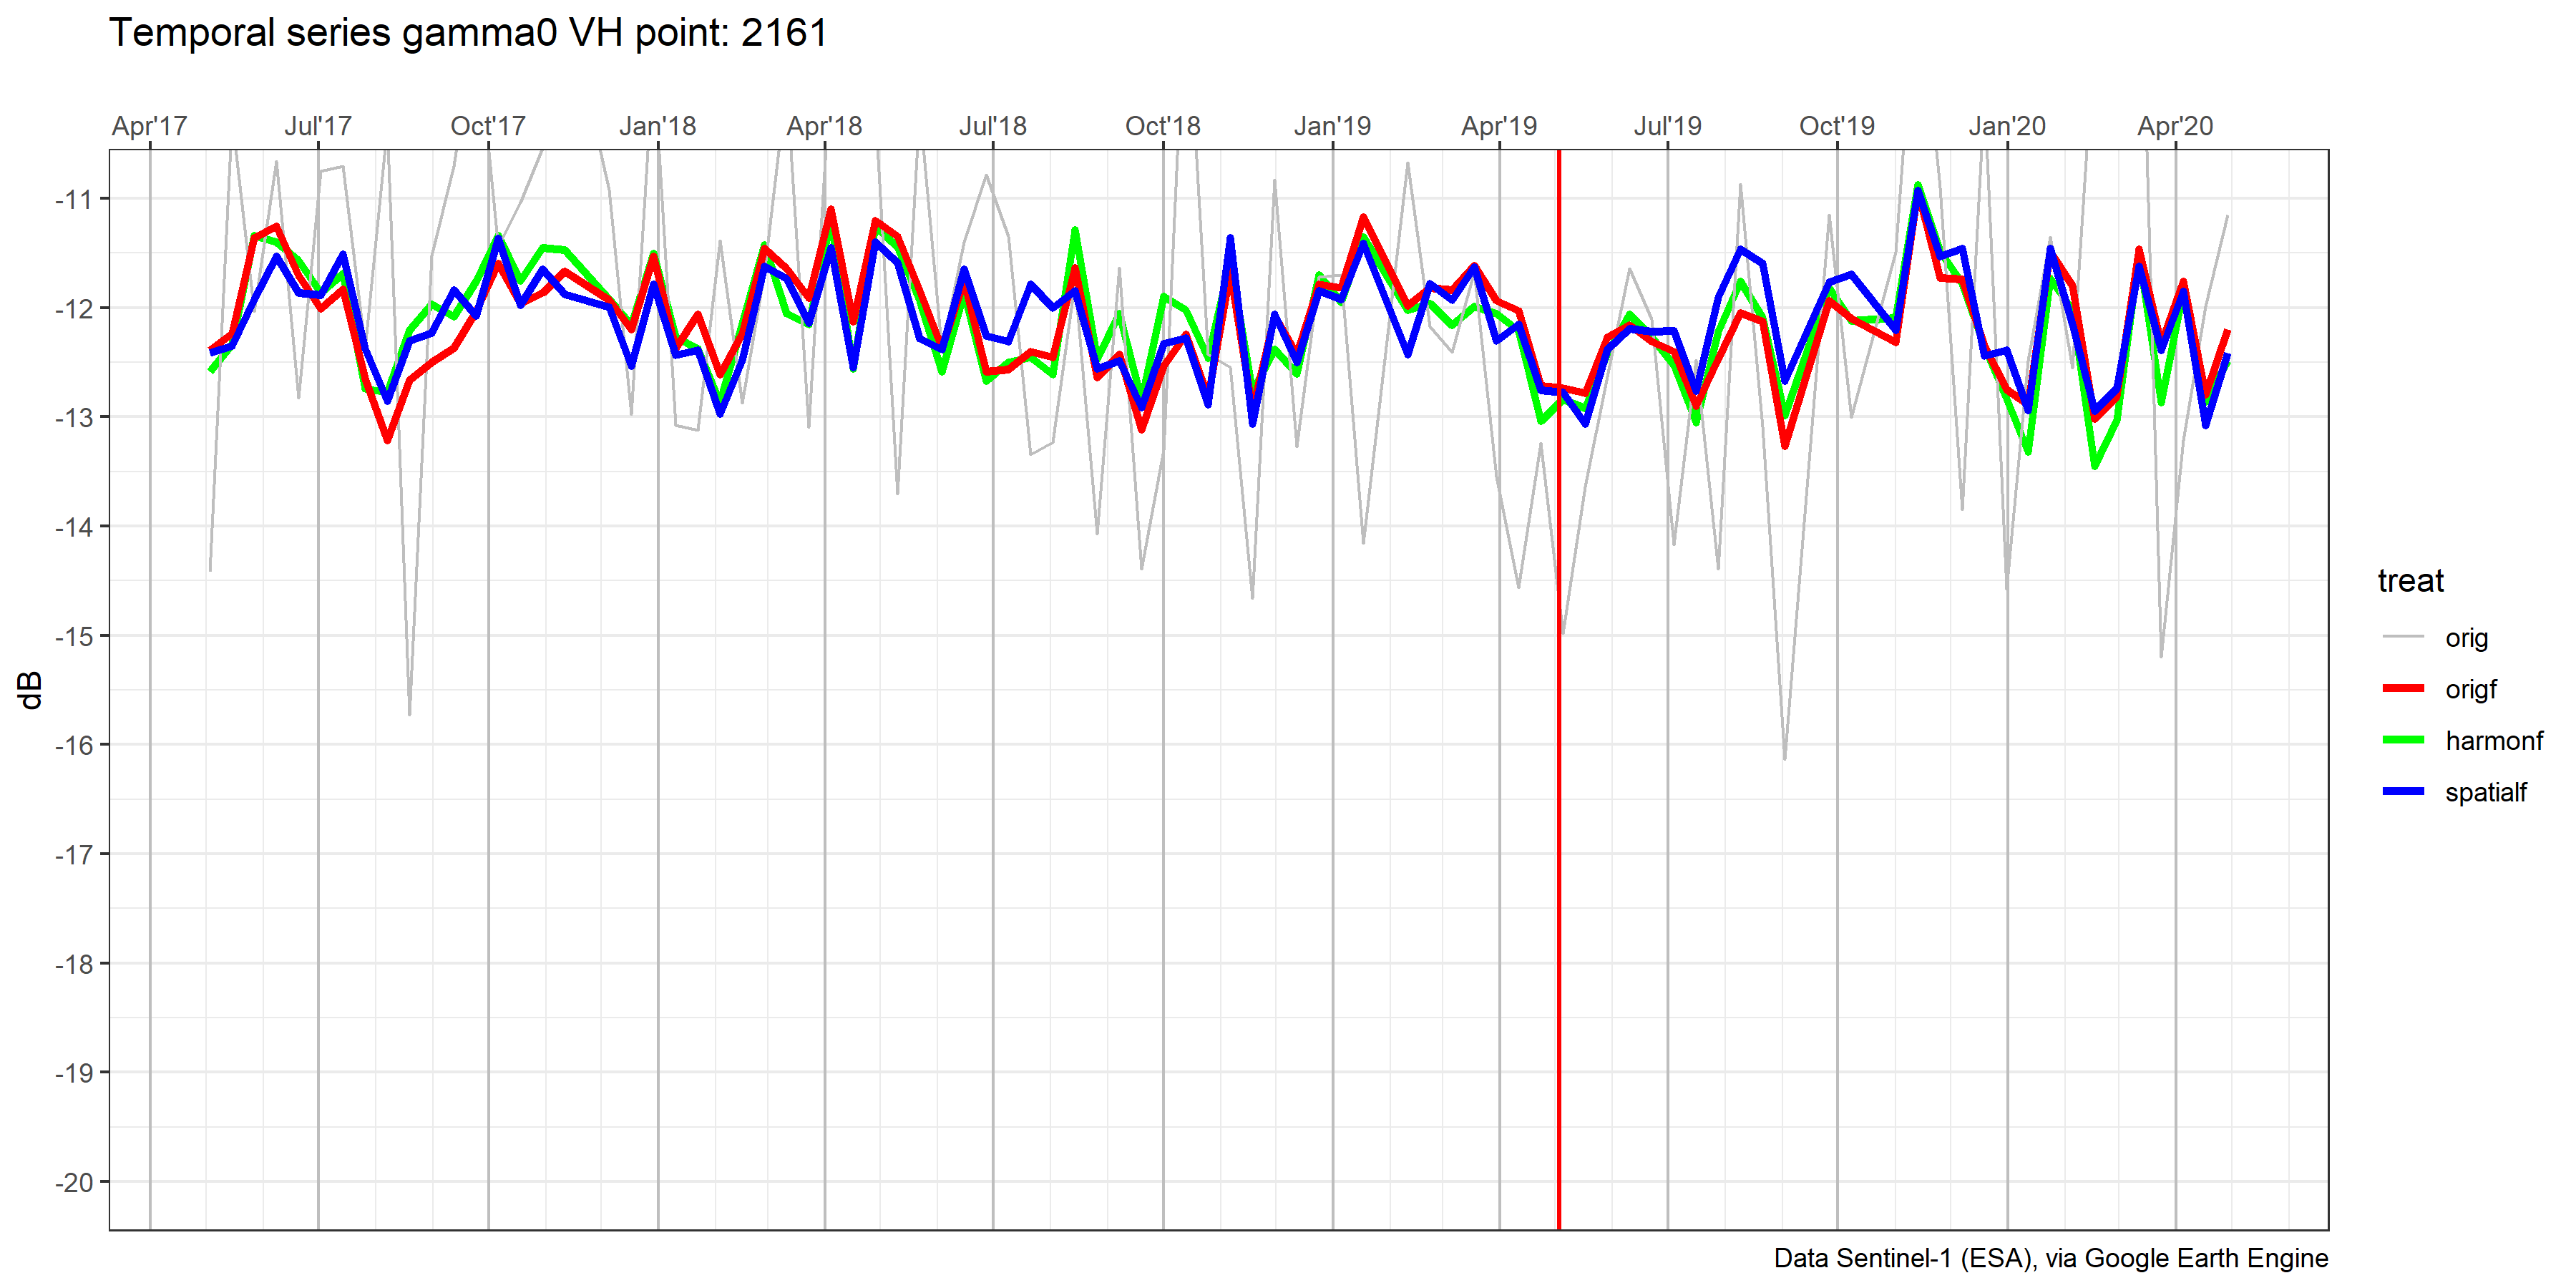 Temporal series gamma0 VH point: 2161
Apr'17 Jul'17 Oct'17 Jan'18 Apr'18 Jul'18 Oct'18 Jan'19 Apr'19 Jul'19 Oct'19 Jan'20 Apr'20
-11
-12
-13
-14
-15
-16
-17
-18
-19
-20
dB
treat
orig
origf
harmonf
spatialf
Data Sentinel-1 (ESA), via Google Earth Engine